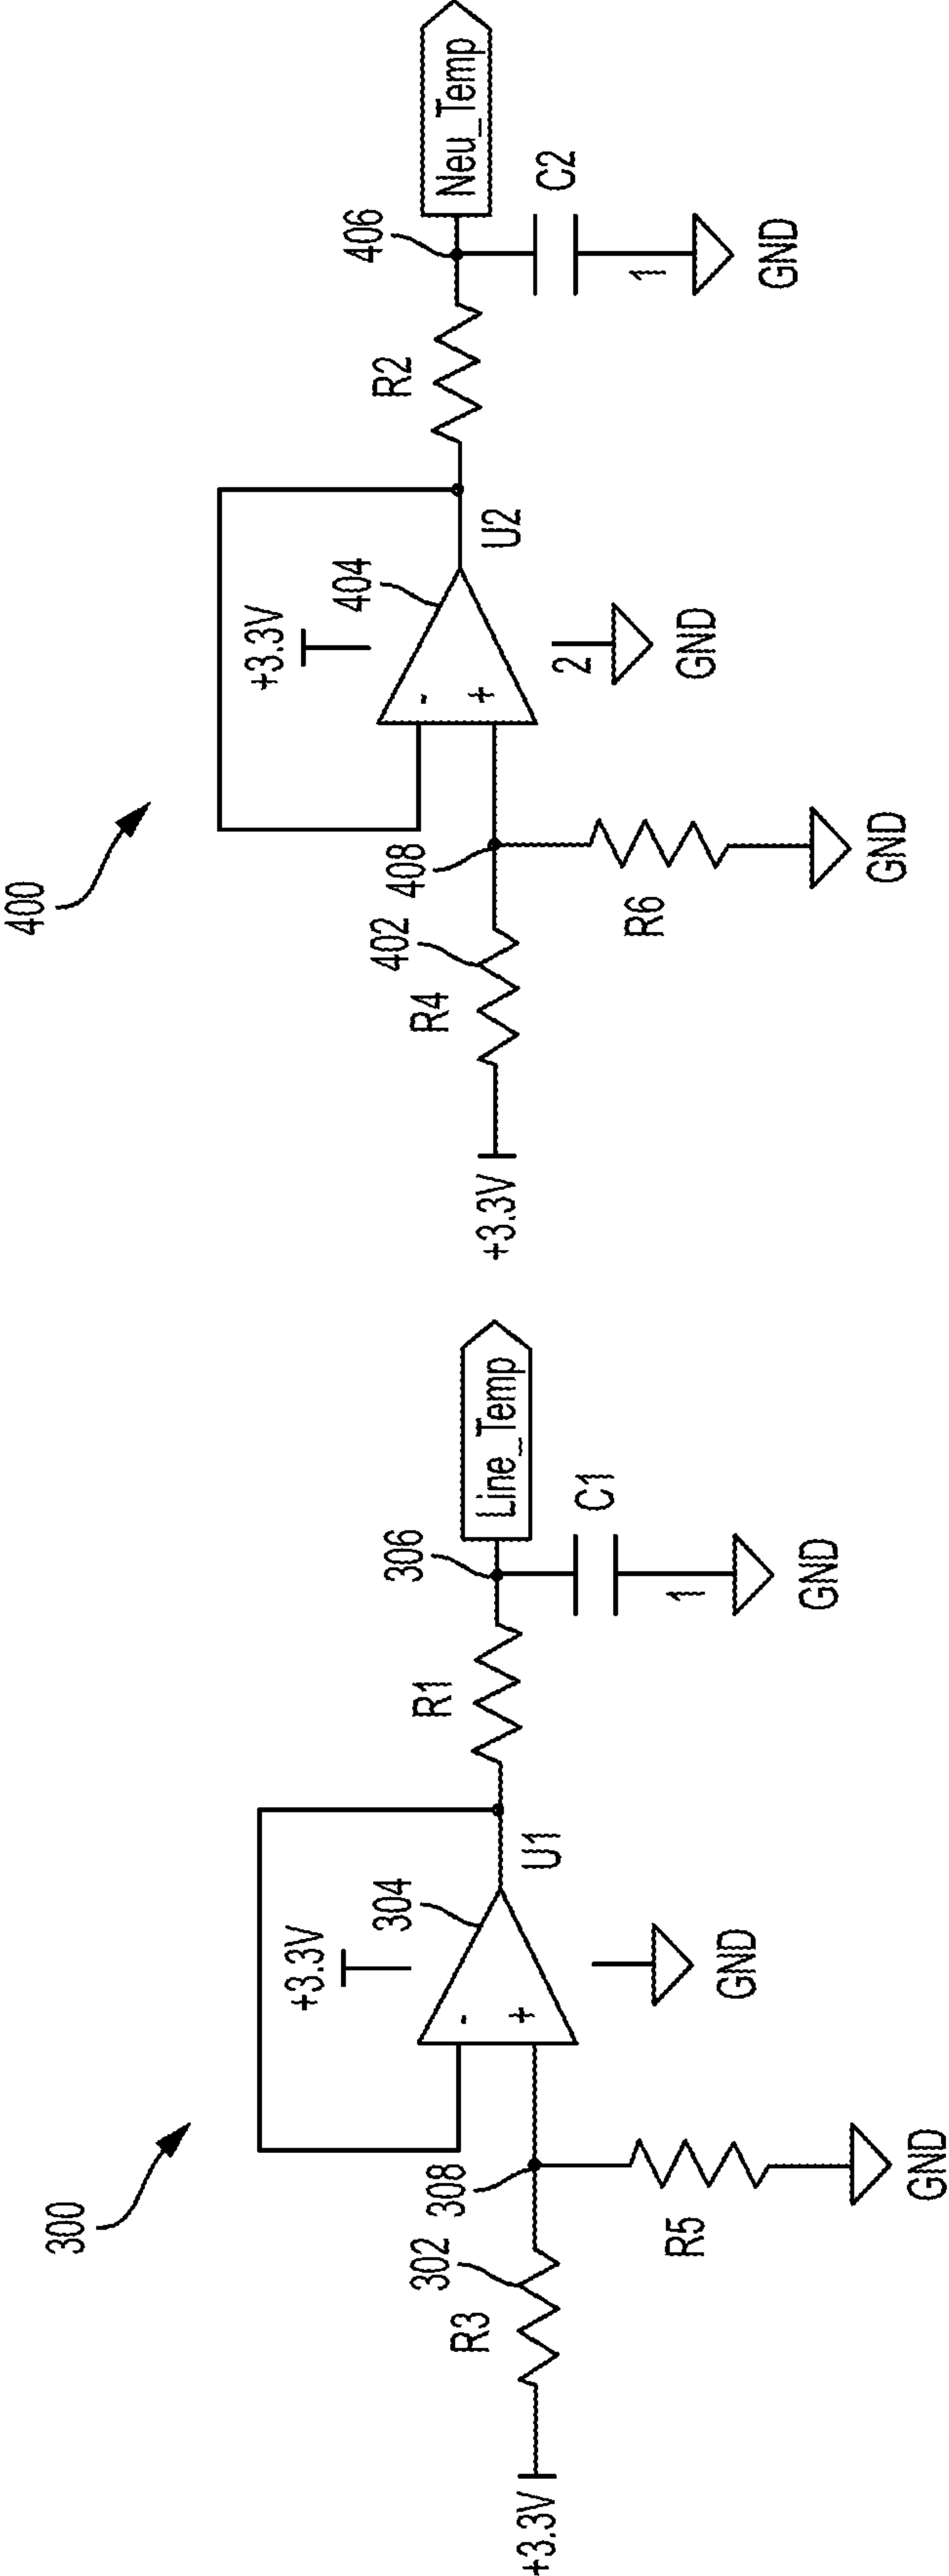 300
+3.3V
R3
302
308
R5
GND
+3.3V
304
-
+
U1
GND
R1
306
C1
1
GND
Line_Temp
400
+3.3V
R4
402
408
R6
GND
+3.3V
404
-
+
U2
2
GND
R2
406
C2
1
GND
Neu_Temp